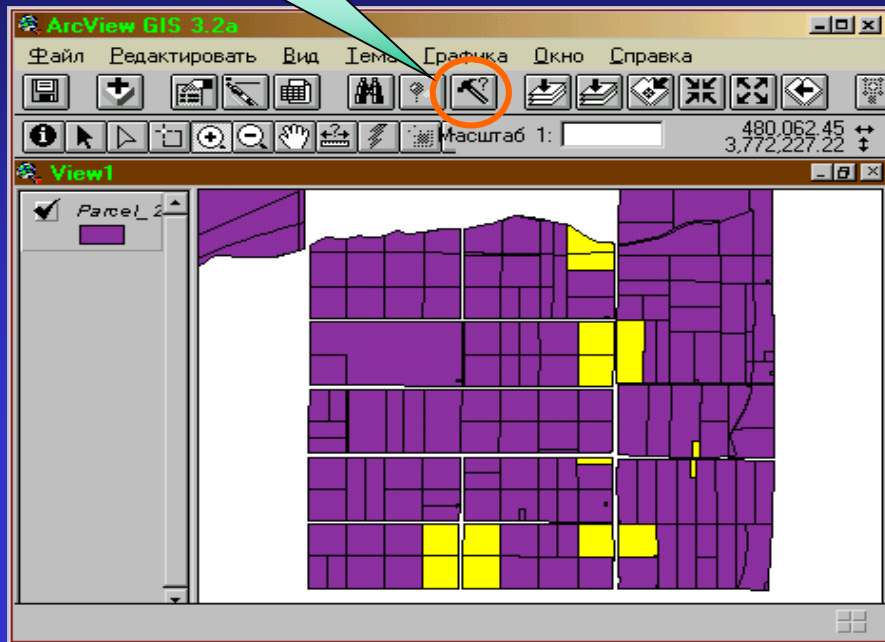 ArcView GIS 3.2a
Файл Редактировать Вид Тема Графика Окно Справка
Масштаб 1: 480,062.45
3,772,227.22
View1
Parcel_2